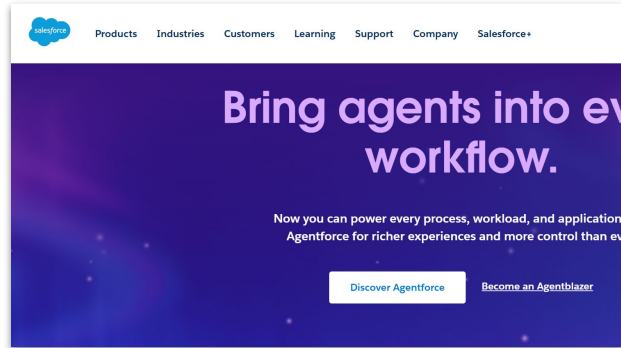 salesforce
Products Industries Customers Learning Support Company Salesforce+
Bring agents into ev
workflow.
Now you can power every process, workload, and application
Agentforce for richer experiences and more control than ev
Discover Agentforce Become an Agentblazer